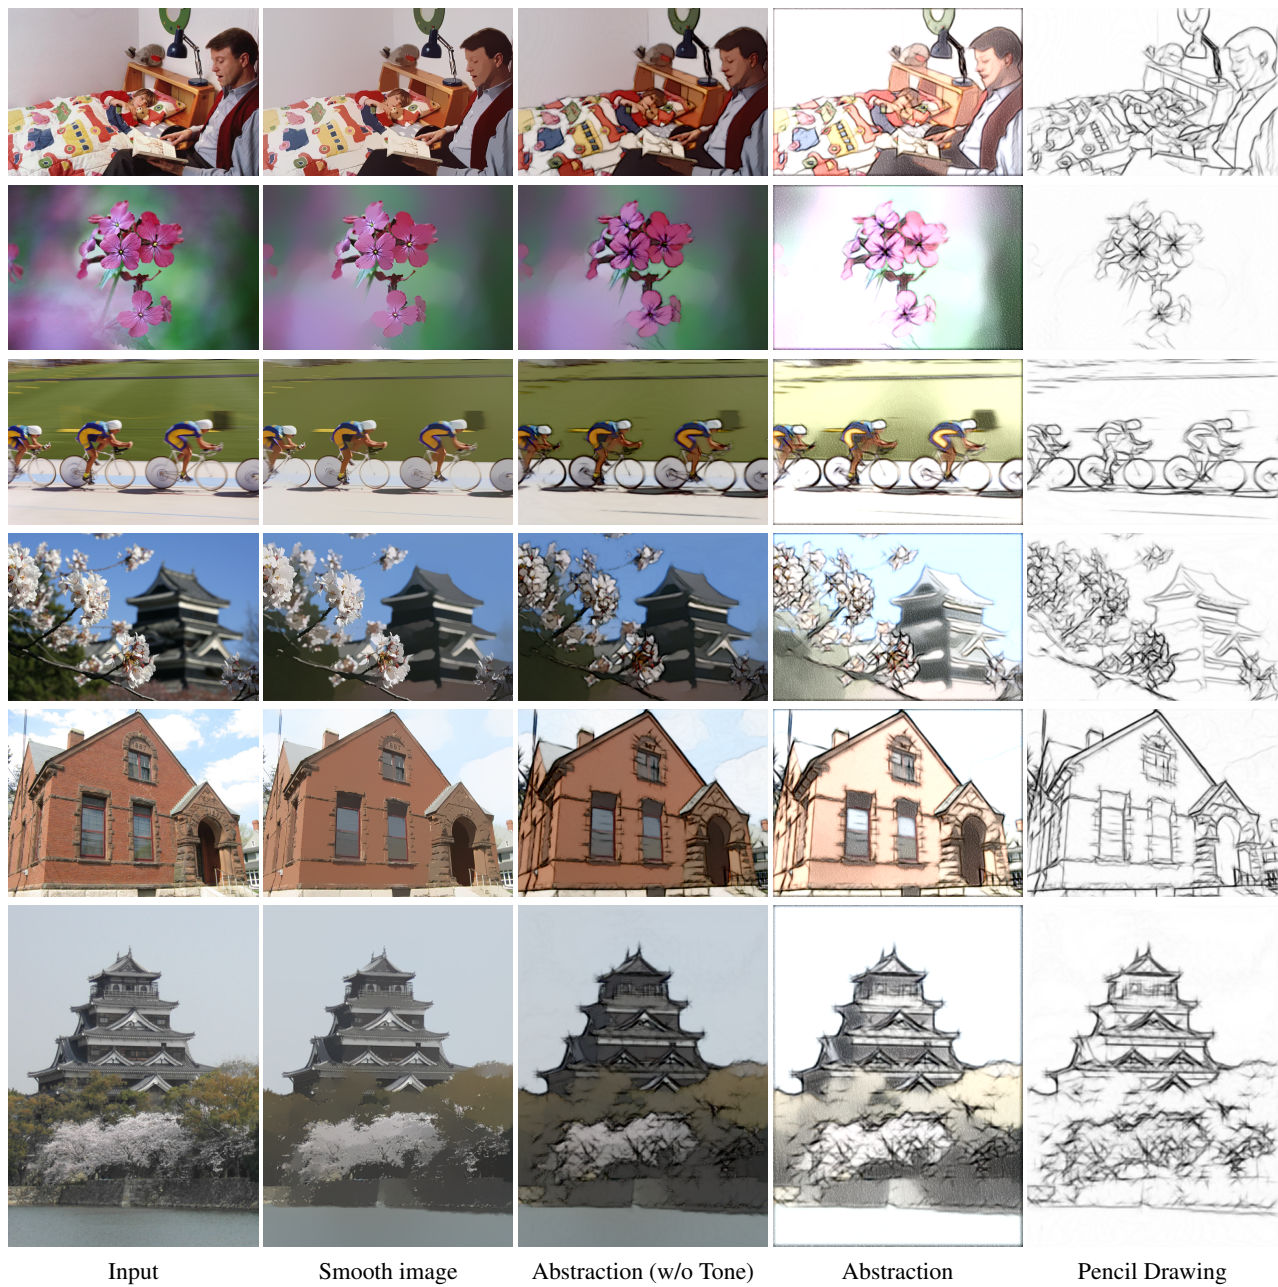 Input
Smooth image
Abstraction (w/o Tone)
Abstraction
Pencil Drawing